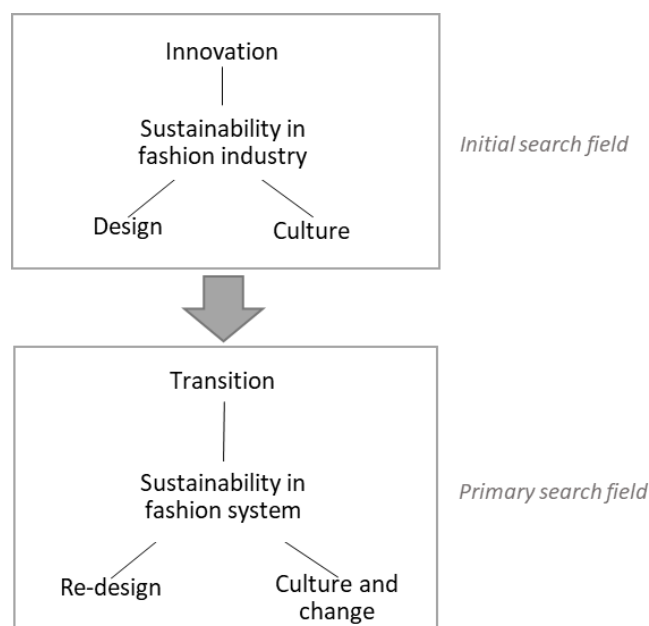 Innovation
Sustainability in
fashion industry
Initial search field
Design
Culture
Transition
Sustainability in
fashion system
Primary search field
Re-design
Culture and
change